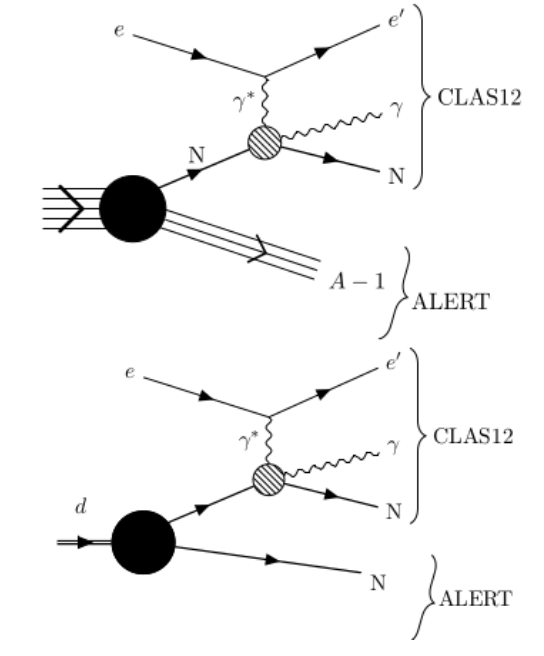 e
e′
γ*
γ
CLAS12
N
N
A − 1
ALERT
e
e′
γ*
γ
CLAS12
d
N
N
ALERT